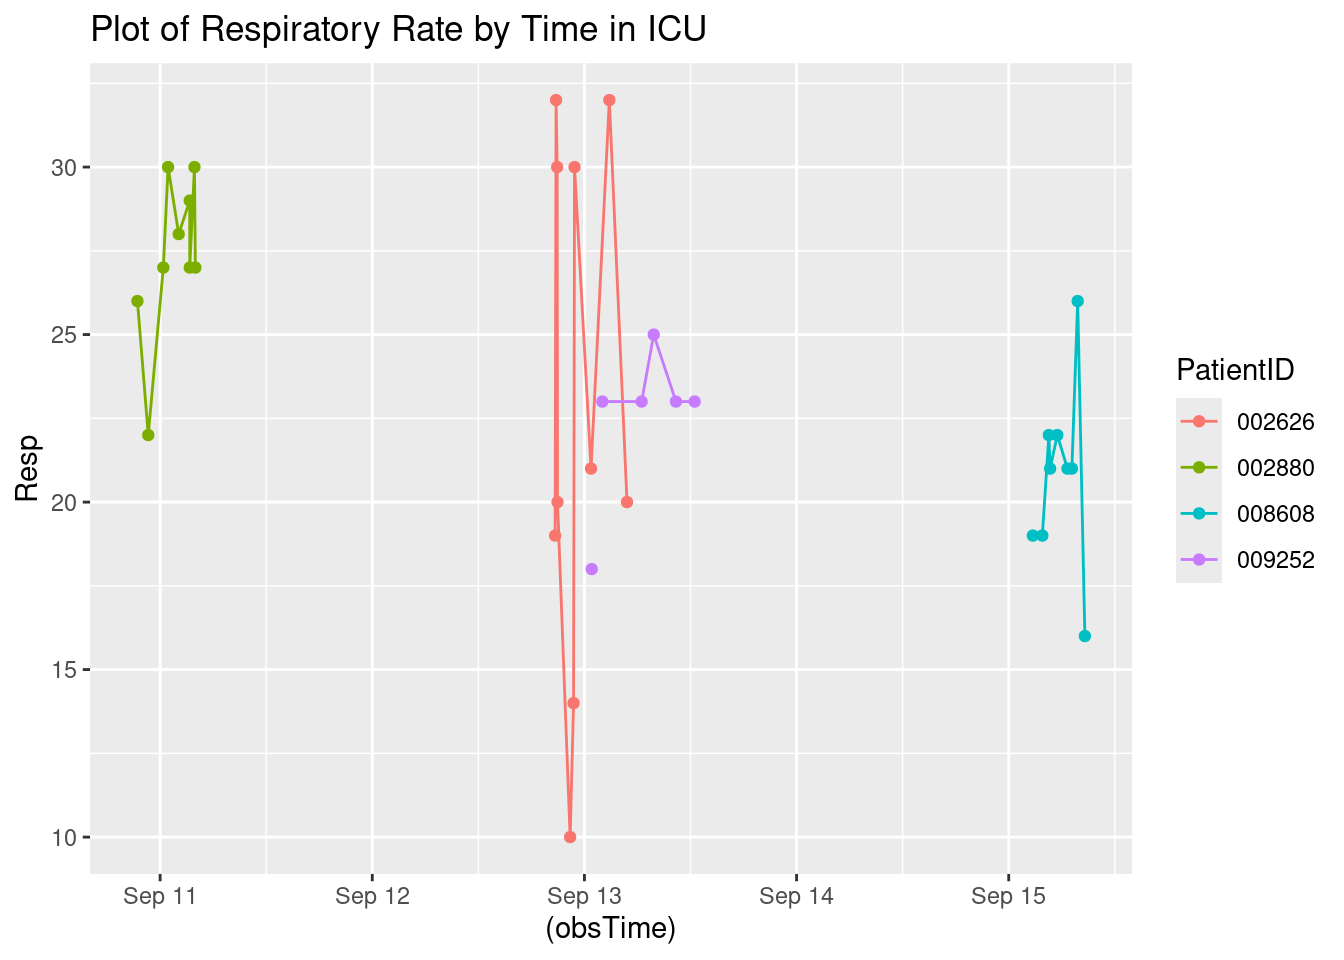 Plot of Respiratory Rate by Time in ICU
Resp
30
25
20
15
10
Sep 11
Sep 12
Sep 13
Sep 14
Sep 15
(obsTime)
PatientID
002626
002880
008608
009252